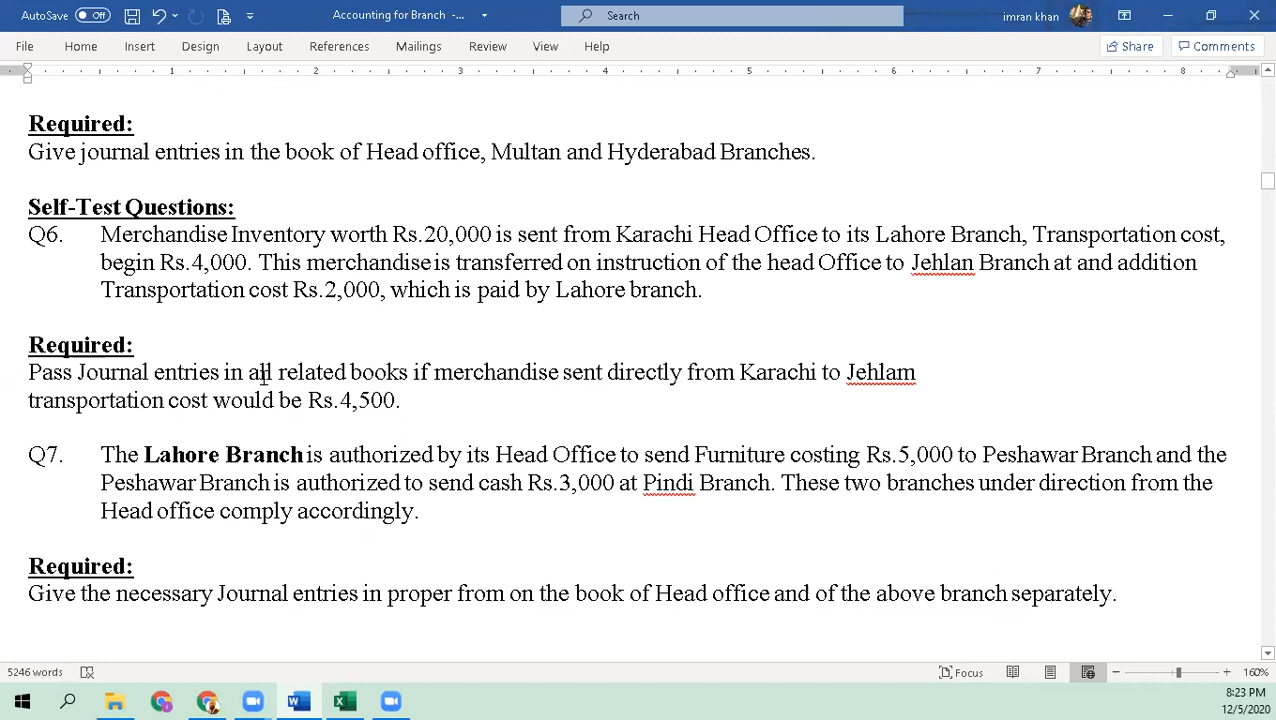 AutoSave Off Accounting for Branch -... Search imran khan
File Home Insert Design Layout References Mailings Review View Help Share Comments
1 2 3 4 5 6 7 8
Required:
Give journal entries in the book of Head office, Multan and Hyderabad Branches.
Self-Test Questions:
Q6. Merchandise Inventory worth Rs.20,000 is sent from Karachi Head Office to its Lahore Branch, Transportation cost,
begin Rs.4,000. This merchandise is transferred on instruction of the head Office to Jehlan Branch at and addition
Transportation cost Rs.2,000, which is paid by Lahore branch.
Required:
Pass Journal entries in all related books if merchandise sent directly from Karachi to Jehlam
transportation cost would be Rs.4,500.
Q7. The Lahore Branch is authorized by its Head Office to send Furniture costing Rs.5,000 to Peshawar Branch and the
Peshawar Branch is authorized to send cash Rs.3,000 at Pindi Branch. These two branches under direction from the
Head office comply accordingly.
Required:
Give the necessary Journal entries in proper from on the book of Head office and of the above branch separately.
5246 words Focus 160%
8:23 PM
12/5/2020